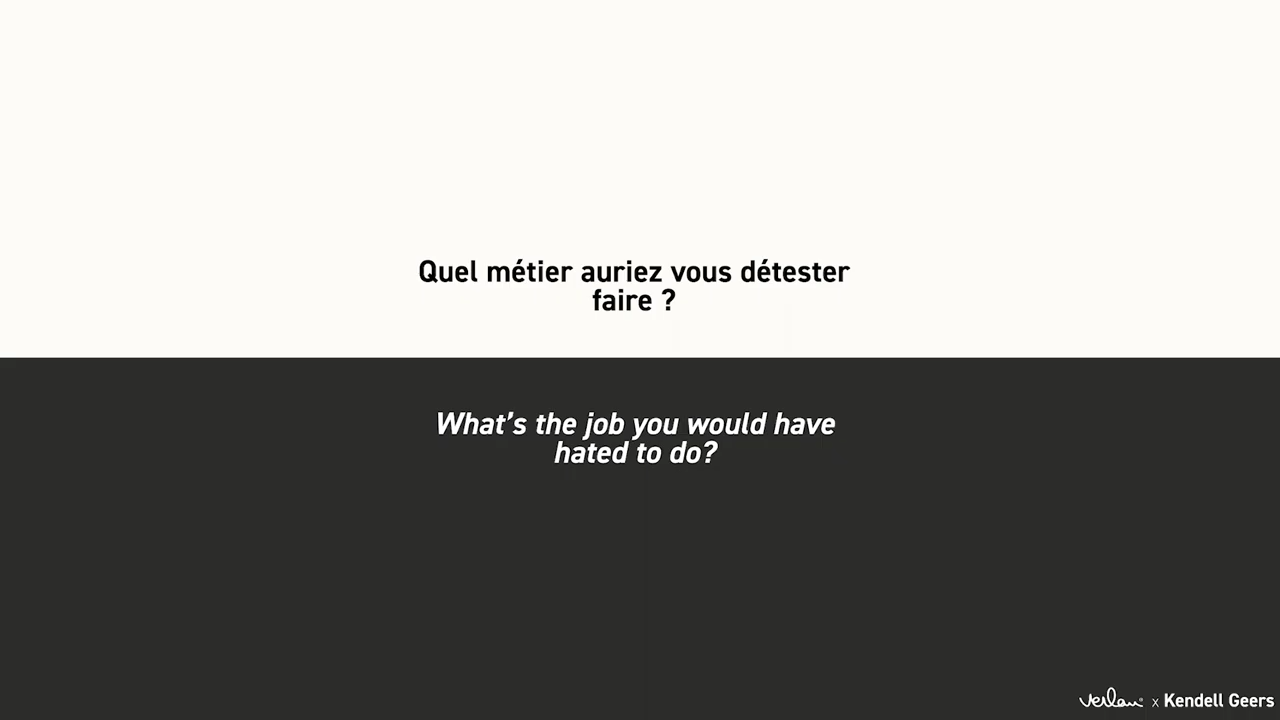 Quel métier auriez vous détester
faire ?
What's the job you would have
hated to do?
verlan® x Kendell Geers